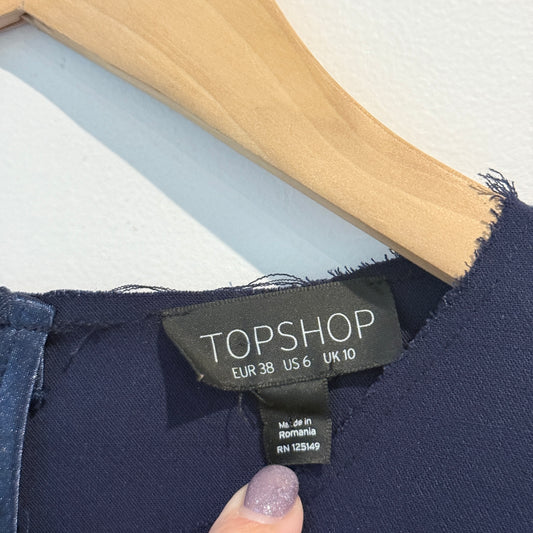 TOPSHOP
EUR 38 US 6 UK 10
Made in
Romania
RN 125149